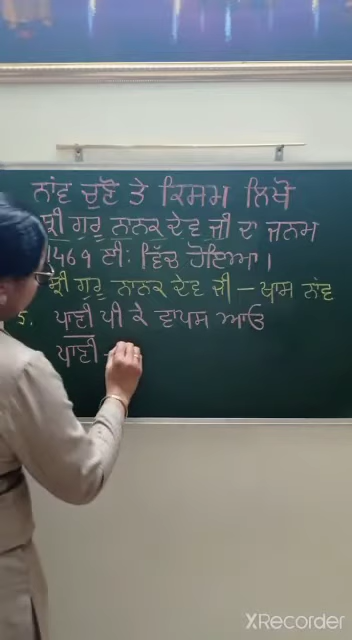 ਨਾਂਵ ਚੁਣੋ ਤੇ ਕਿਸਮ ਲਿਖੋ
ਸ਼੍ਰੀ ਗੁਰੂ ਨਾਨਕ ਦੇਵ ਜੀ ਦਾ ਜਨਮ
1469 ਈ: ਵਿੱਚ ਹੋਇਆ।
ਸ਼੍ਰੀ ਗੁਰੂ ਨਾਨਕ ਦੇਵ ਜੀ - ਖਾਸ ਨਾਂਵ
ਪਾਣੀ ਪੀ ਕੇ ਵਾਪਸ ਆਓ
ਪਾਣੀ -
XRecorder